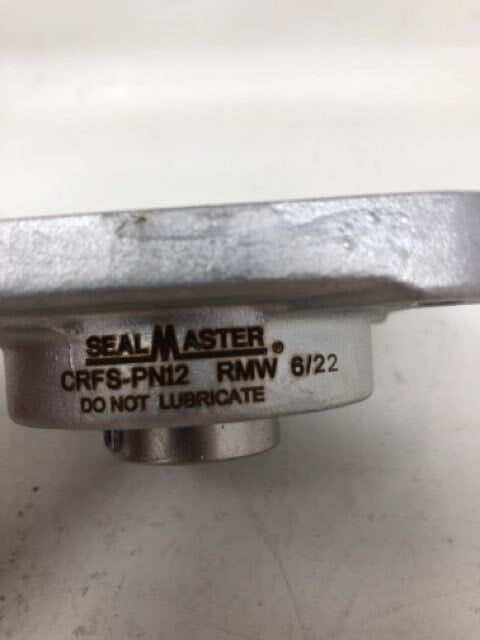 SEALMASTER®
CRFS-PN12 RMW 6/22
DO NOT LUBRICATE